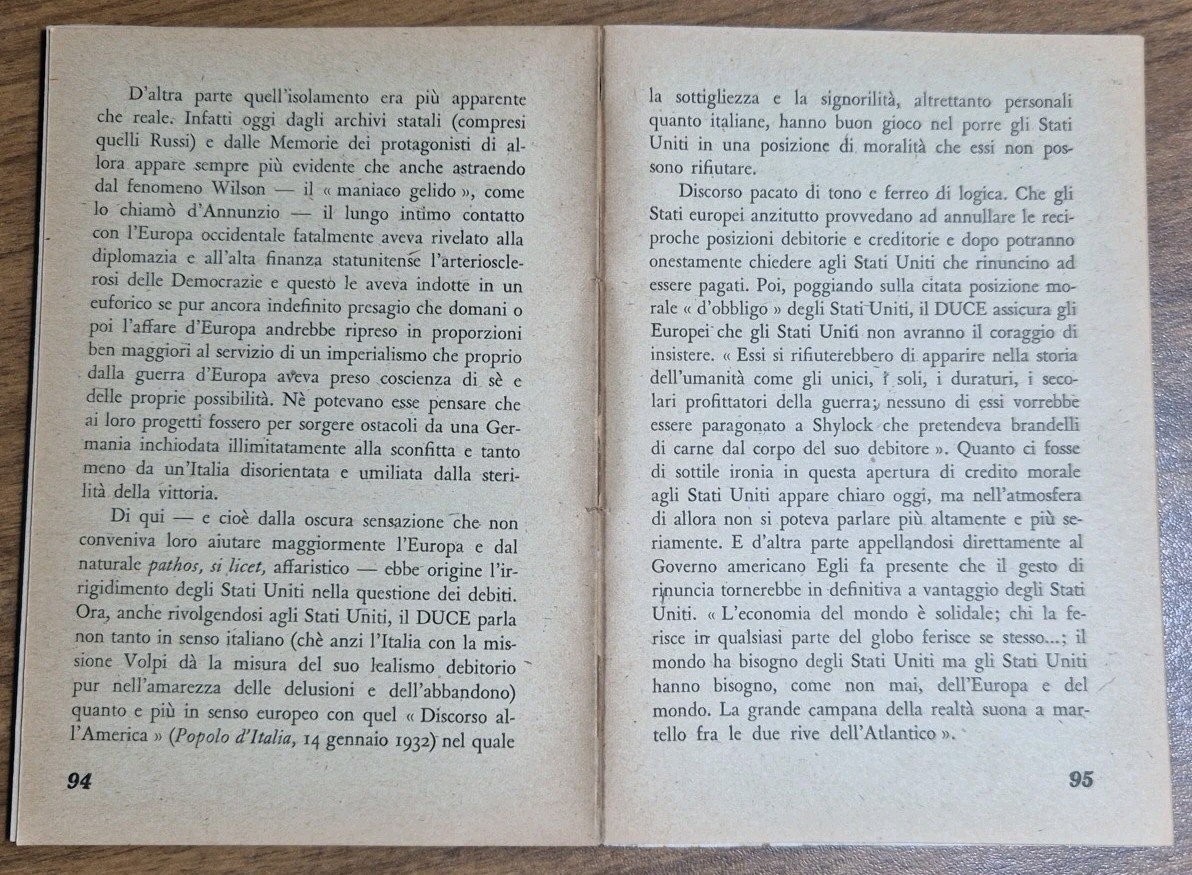 D'altra parte quell'isolamento era più apparente
che reale. Infatti oggi dagli archivi statali (compresi
quelli Russi) e dalle Memorie dei protagonisti di al-
lora appare sempre più evidente che anche astraendo
dal fenomeno Wilson — il « maniaco gelido », come
lo chiamò d'Annunzio — il lungo intimo contatto
con l'Europa occidentale fatalmente aveva rivelato alla
diplomazia e all'alta finanza statunitense l'arterioscle-
rosi delle Democrazie e questo le aveva indotte in un
euforico se pur ancora indefinito presagio che domani o
poi l'affare d'Europa andrebbe ripreso in proporzioni
ben maggiori al servizio di un imperialismo che proprio
dalla guerra d'Europa aveva preso coscienza di sè e
delle proprie possibilità. Nè potevano esse pensare che
ai loro progetti fossero per sorgere ostacoli da una Ger-
mania inchiodata illimitatamente alla sconfitta e tanto
meno da un'Italia disorientata e umiliata dalla steri-
lità della vittoria.
Di qui — e cioè dalla oscura sensazione che non
conveniva loro aiutare maggiormente l'Europa e dal
naturale pathos, si licet, affaristico — ebbe origine l'ir-
rigidimento degli Stati Uniti nella questione dei debiti.
Ora, anche rivolgendosi agli Stati Uniti, il DUCE parla
non tanto in senso italiano (chè anzi l'Italia con la mis-
sione Volpi dà la misura del suo lealismo debitorio
pur nell'amarezza delle delusioni e dell'abbandono)
quanto e più in senso europeo con quel « Discorso al-
l'America » (Popolo d'Italia, 14 gennaio 1932) nel quale
94
la sottigliezza e la signorilità, altrettanto personali
quanto italiane, hanno buon gioco nel porre gli Stati
Uniti in una posizione di moralità che essi non pos-
sono rifiutare.
Discorso pacato di tono e ferreo di logica. Che gli
Stati europei anzitutto provvedano ad annullare le reci-
proche posizioni debitorie e creditorie e dopo potranno
onestamente chiedere agli Stati Uniti che rinuncino ad
essere pagati. Poi, poggiando sulla citata posizione mo-
rale « d'obbligo » degli Stati Uniti, il DUCE assicura gli
Europei che gli Stati Uniti non avranno il coraggio di
insistere. « Essi si rifiuterebbero di apparire nella storia
dell'umanità come gli unici, i soli, i duraturi, i seco-
lari profittatori della guerra; nessuno di essi vorrebbe
essere paragonato a Shylock che pretendeva brandelli
di carne dal corpo del suo debitore ». Quanto ci fosse
di sottile ironia in questa apertura di credito morale
agli Stati Uniti appare chiaro oggi, ma nell'atmosfera
di allora non si poteva parlare più altamente e più se-
riamente. E d'altra parte appellandosi direttamente al
Governo americano Egli fa presente che il gesto di
rinuncia tornerebbe in definitiva a vantaggio degli Stati
Uniti. « L'economia del mondo è solidale; chi la fe-
risce in qualsiasi parte del globo ferisce se stesso...; il
mondo ha bisogno degli Stati Uniti ma gli Stati Uniti
hanno bisogno, come non mai, dell'Europa e del
mondo. La grande campana della realtà suona a mar-
tello fra le due rive dell'Atlantico ».
95